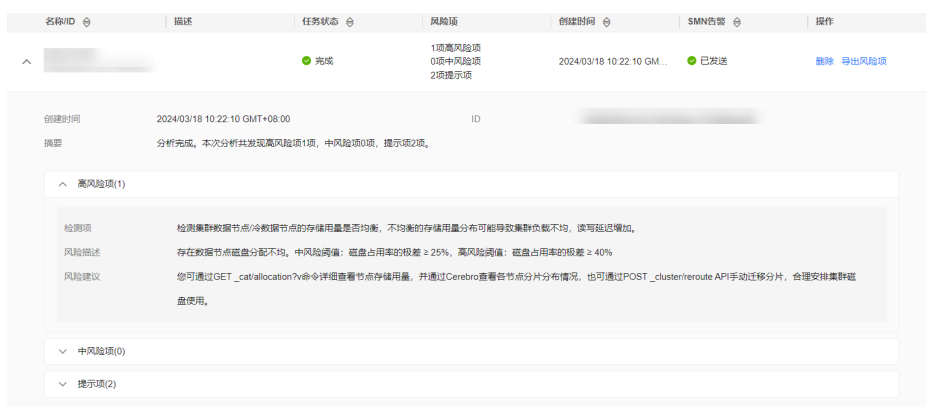 名称/ID 描述 任务状态 风险项 创建时间 SMN告警 操作
1项高风险项
完成 0项中风险项 2024/03/18 10:22:10 GM... 已发送 删除 导出风险项
2项提示项
创建时间 2024/03/18 10:22:10 GMT+08:00 ID
摘要 分析完成。本次分析共发现高风险项1项，中风险项0项，提示项2项。
高风险项(1)
检测项 检测集群数据节点/冷数据节点的存储用量是否均衡，不均衡的存储用量分布可能导致集群负载不均，读写延迟增加。
风险描述 存在数据节点磁盘分配不均。中风险阈值：磁盘占用率的极差 ≥ 25%，高风险阈值：磁盘占用率的极差 ≥ 40%
风险建议 您可通过GET _cat/allocation?v命令详细查看节点存储用量，并通过Cerebro查看各节点分片分布情况，也可通过POST _cluster/reroute API手动迁移分片，合理安排集群磁
盘使用。
中风险项(0)
提示项(2)